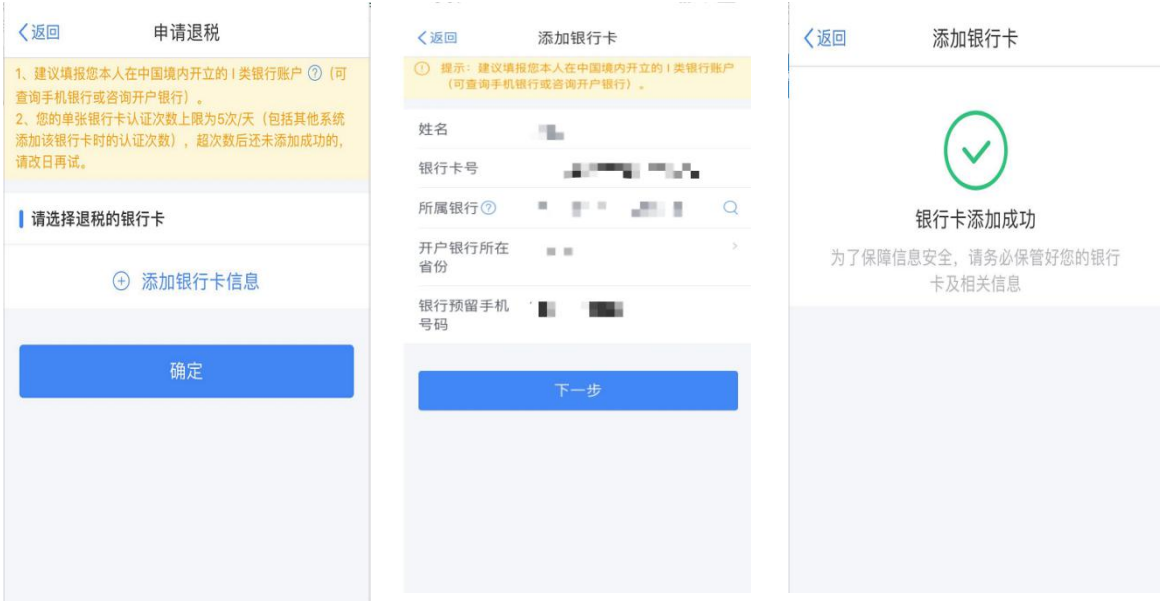 返回
申请退税
1、建议填报您本人在中国境内开立的 I 类银行账户 ? (可
查询手机银行或咨询开户银行) 。
2、您的单张银行卡认证次数上限为5次/天（包括其他系统
添加该银行卡时的认证次数）, 超次数后还未添加成功的,
请改日再试。
请选择退税的银行卡
添加银行卡信息
确定
返回
添加银行卡
提示：建议填报您本人在中国境内开立的 I 类银行账户
（可查询手机银行或咨询开户银行）。
姓名
银行卡号
所属银行?
开户银行所在
省份
银行预留手机
号码
下一步
返回
添加银行卡
银行卡添加成功
为了保障信息安全，请务必保管好您的银行
卡及相关信息